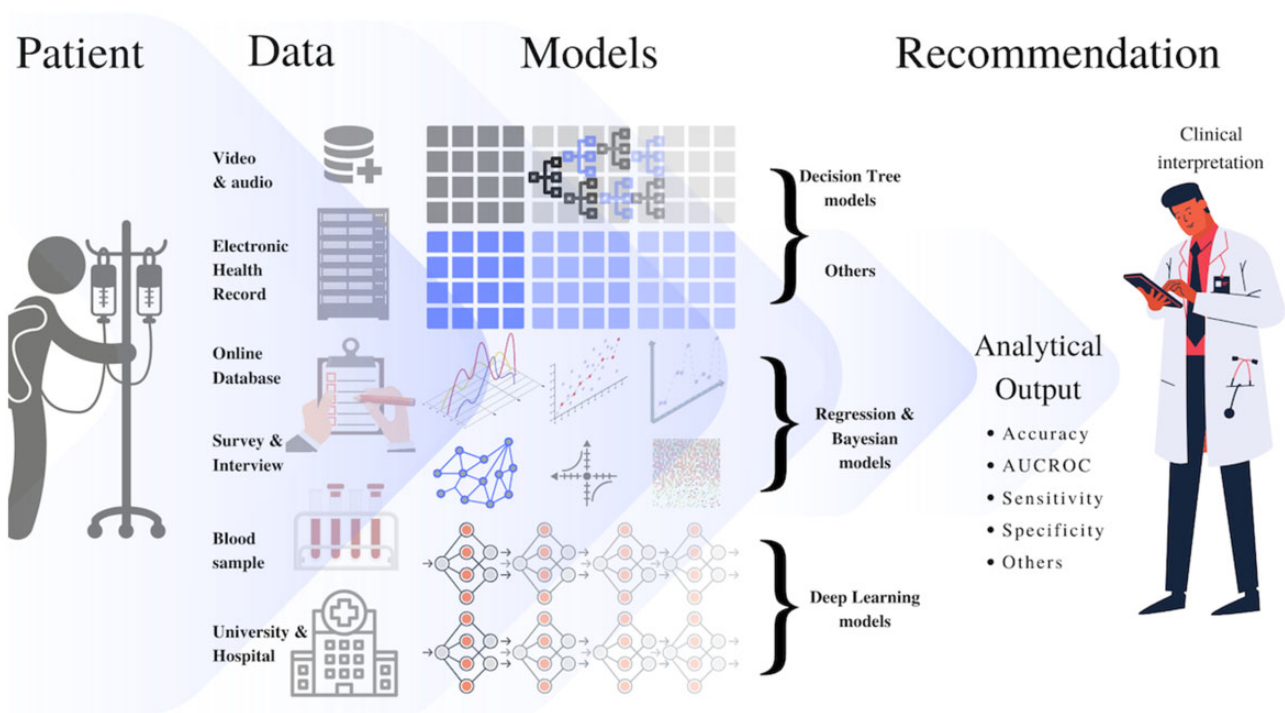 Patient
Data
Models
Recommendation
Video
& audio
Electronic
Health
Record
Online
Database
Survey &
Interview
Blood
sample
University &
Hospital
Decision Tree
models
Others
Regression &
Bayesian
models
Deep Learning
models
Analytical
Output
• Accuracy
• AUCROC
• Sensitivity
• Specificity
• Others
Clinical
interpretation